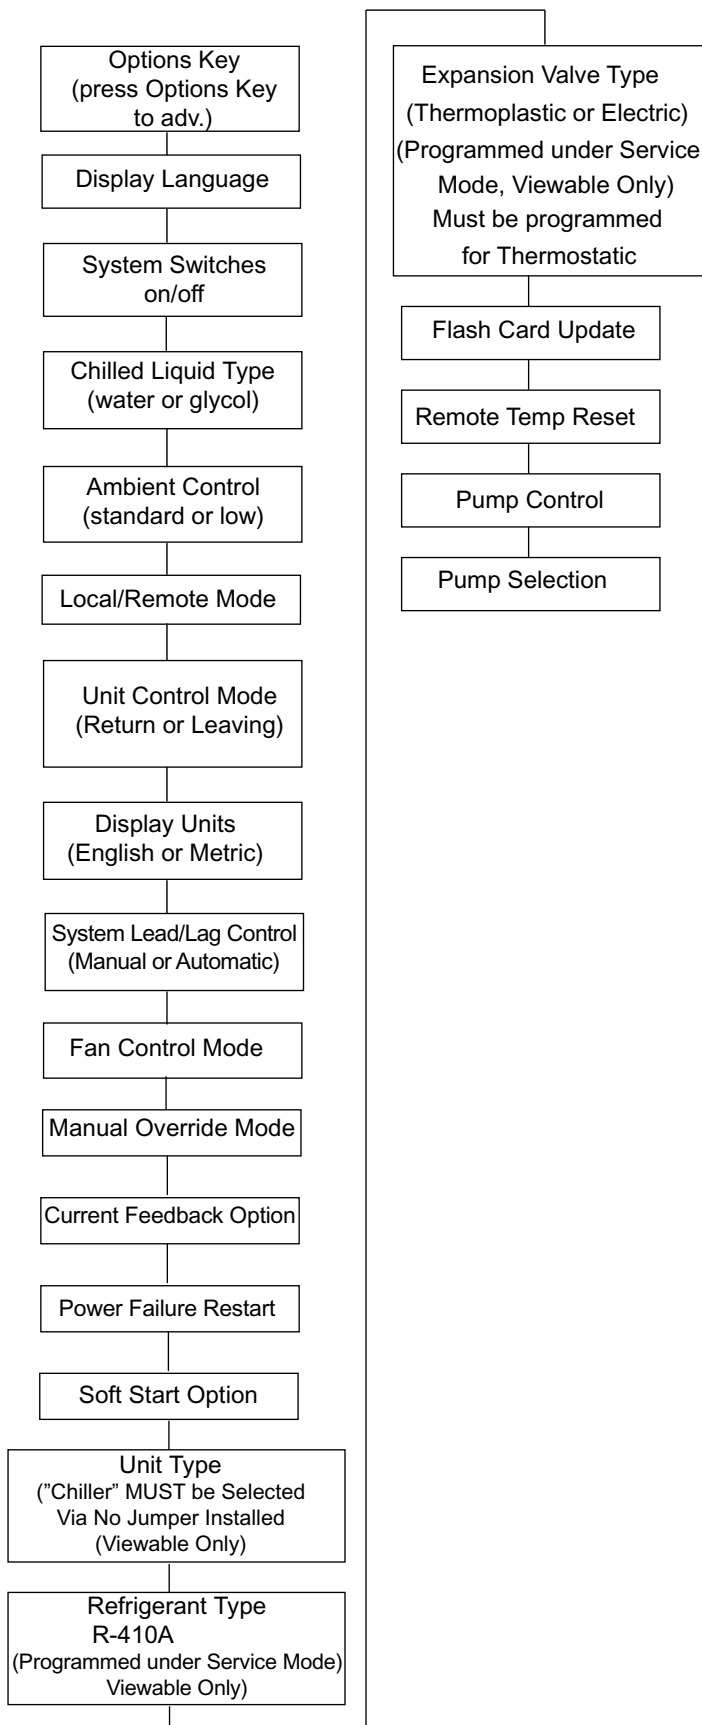 Options Key
(press Options Key
to adv.)
Display Language
System Switches
on/off
Chilled Liquid Type
(water or glycol)
Ambient Control
(standard or low)
Local/Remote Mode
Unit Control Mode
(Return or Leaving)
Display Units
(English or Metric)
System Lead/Lag Control
(Manual or Automatic)
Fan Control Mode
Manual Override Mode
Current Feedback Option
Power Failure Restart
Soft Start Option
Unit Type
(”Chiller” MUST be Selected
Via No Jumper Installed
(Viewable Only)
Refrigerant Type
R-410A
(Programmed under Service Mode)
Viewable Only)
Expansion Valve Type
(Thermoplastic or Electric)
(Programmed under Service
Mode, Viewable Only)
Must be programmed
for Thermostatic
Flash Card Update
Remote Temp Reset
Pump Control
Pump Selection